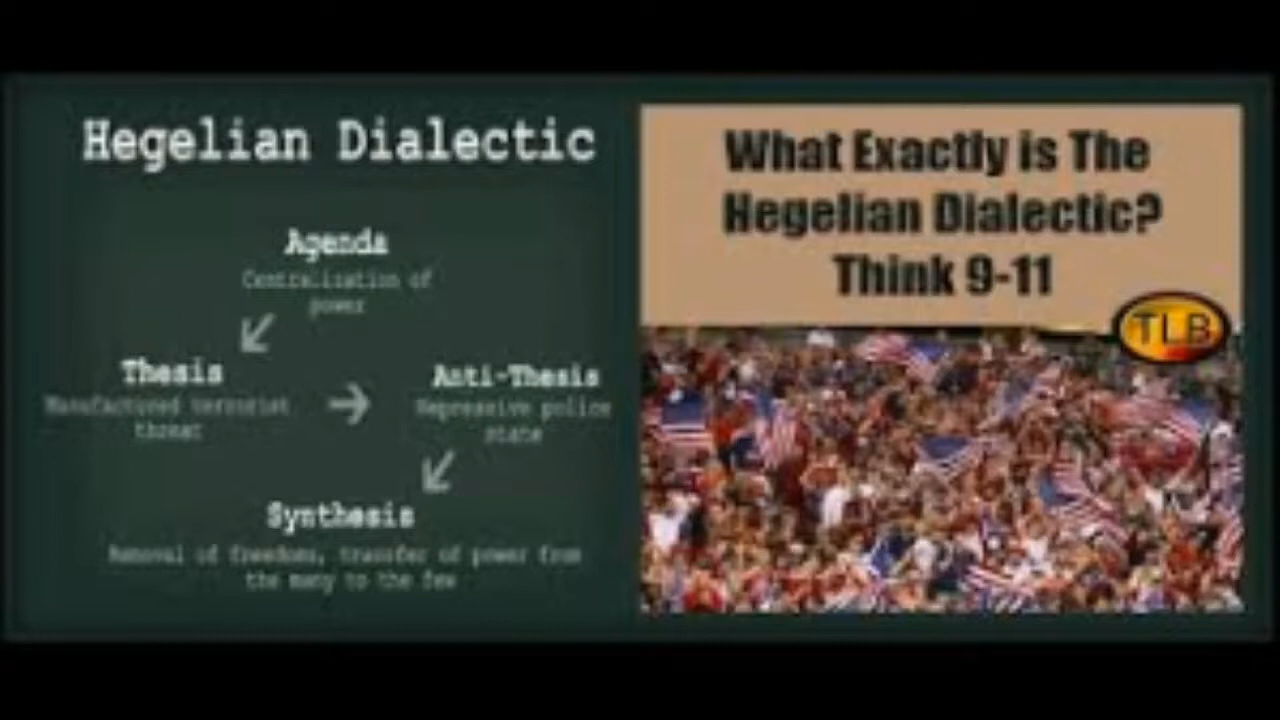 Hegelian Dialectic
Agenda
Centralization of
power
Thesis
Manufactured terrorist
threat
Anti-Thesis
Repressive police
state
Synthesis
Removal of freedoms, transfer of power from
the many to the few
What Exactly is The
Hegelian Dialectic?
Think 9-11
TLB